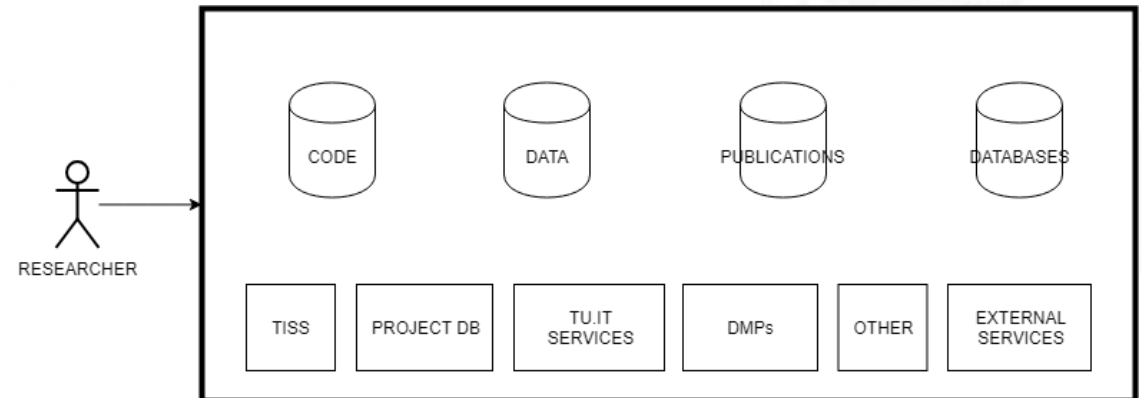 CODE
DATA
PUBLICATIONS
DATABASES
RESEARCHER
TISS
PROJECT DB
TU.IT
SERVICES
DMPs
OTHER
EXTERNAL
SERVICES